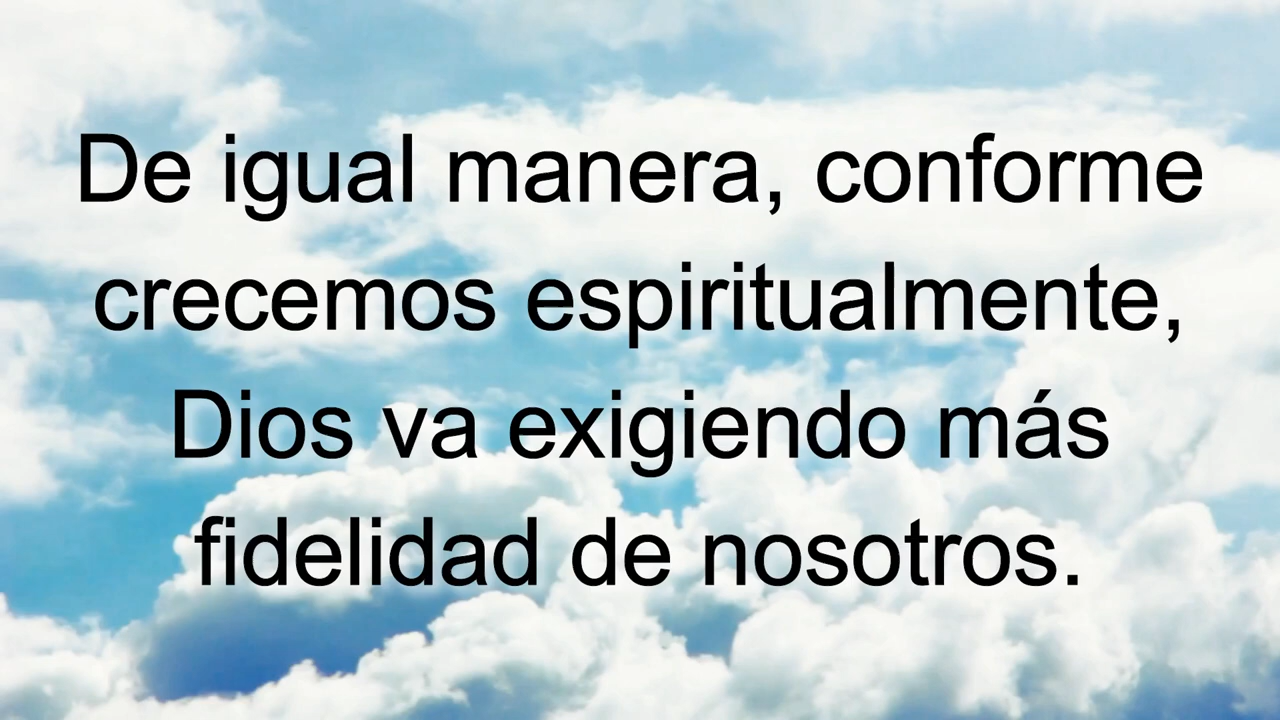 De igual manera, conforme
crecemos espiritualmente,
Dios va exigiendo más
fidelidad de nosotros.